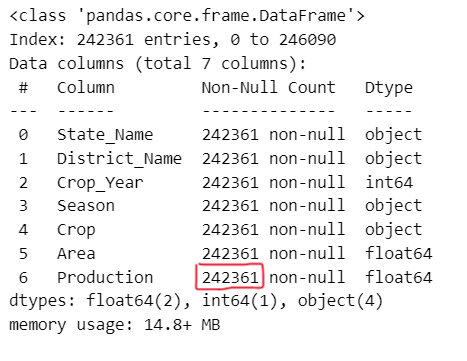 <class 'pandas.core.frame.DataFrame'>
Index: 242361 entries, 0 to 246090
Data columns (total 7 columns):
 #   Column         Non-Null Count   Dtype
---  ------         --------------   -----
 0   State_Name     242361 non-null  object
 1   District_Name  242361 non-null  object
 2   Crop_Year      242361 non-null  int64
 3   Season         242361 non-null  object
 4   Crop           242361 non-null  object
 5   Area           242361 non-null  float64
 6   Production     242361 non-null  float64
dtypes: float64(2), int64(1), object(4)
memory usage: 14.8+ MB